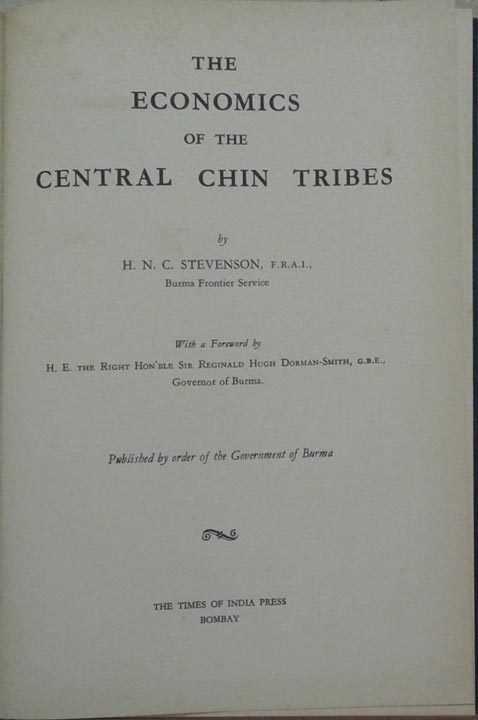 THE
ECONOMICS
OF THE
CENTRAL CHIN TRIBES
by
H. N. C. STEVENSON, F.R.A.I.,
Burma Frontier Service
With a Foreword by
H. E. THE RIGHT HON'BLE SIR REGINALD HUGH DORMAN-SMITH, G.B.E.,
Governor of Burma.
Published by order of the Government of Burma
THE TIMES OF INDIA PRESS
BOMBAY